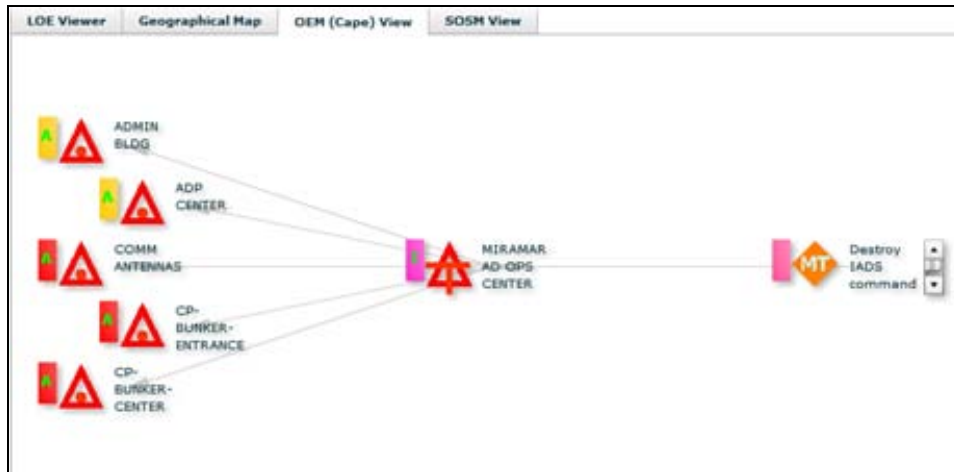 LOE Viewer
Geographical Map
OEM (Cape) View
SOSM View
A
ADMIN
BLDG
A
ADP
CENTER
A
COMM
ANTENNAS
A
CP-
BUNKER-
ENTRANCE
A
CP-
BUNKER-
CENTER
MIRAMAR
AD OPS
CENTER
MT
Destroy
IADS
command